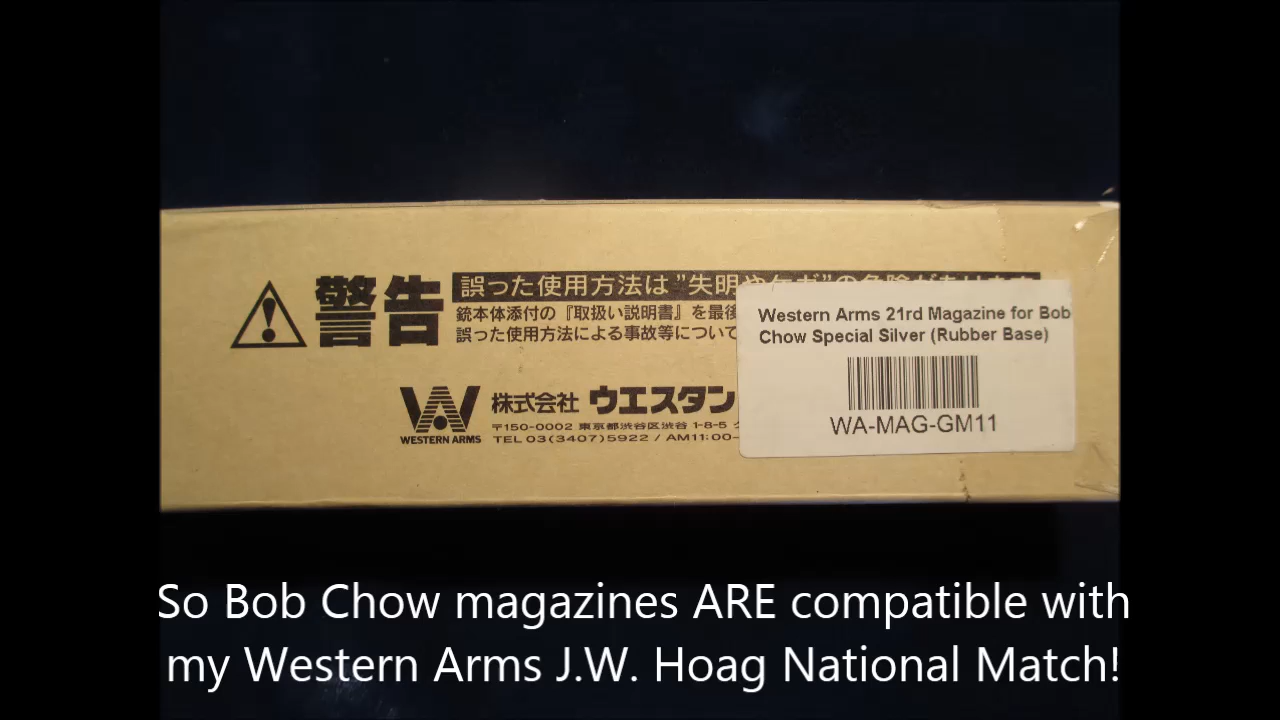 警告
誤った使用方法は"失明やケガ"の危険があります
銃本体添付の『取扱い説明書』を最後
誤った使用方法による事故等について
Western Arms 21rd Magazine for Bob
Chow Special Silver (Rubber Base)
WA-MAG-GM11
WESTERN ARMS
株式会社 ウエスタン
〒150-0002 東京都渋谷区渋谷 1-8-5
TEL 03(3407)5922 / AM11:00-
So Bob Chow magazines ARE compatible with
my Western Arms J.W. Hoag National Match!